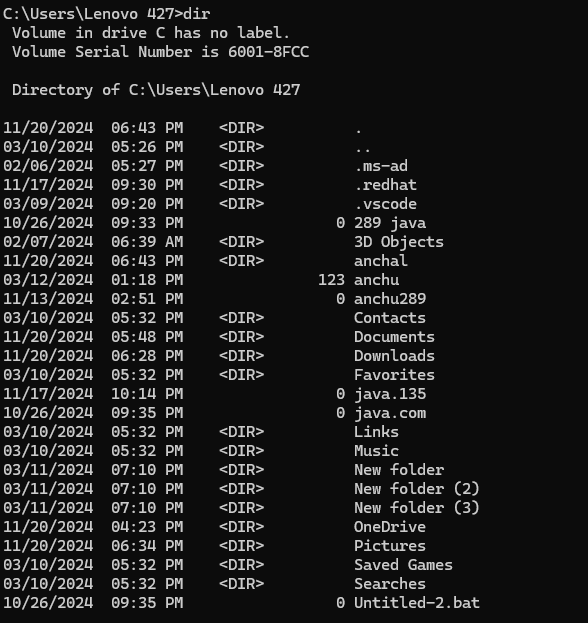 C:\Users\Lenovo 427>dir
 Volume in drive C has no label.
 Volume Serial Number is 6001-8FCC

 Directory of C:\Users\Lenovo 427

11/20/2024  06:43 PM    <DIR>          .
03/10/2024  05:26 PM    <DIR>          ..
02/06/2024  05:27 PM    <DIR>          .ms-ad
11/17/2024  09:30 PM    <DIR>          .redhat
03/09/2024  09:20 PM    <DIR>          .vscode
10/26/2024  09:33 PM                 0 289 java
02/07/2024  06:39 AM    <DIR>          3D Objects
11/20/2024  06:43 PM    <DIR>          anchal
03/12/2024  01:18 PM               123 anchu
11/13/2024  02:51 PM                 0 anchu289
03/10/2024  05:32 PM    <DIR>          Contacts
11/20/2024  05:48 PM    <DIR>          Documents
11/20/2024  06:28 PM    <DIR>          Downloads
03/10/2024  05:32 PM    <DIR>          Favorites
11/17/2024  10:14 PM                 0 java.135
10/26/2024  09:35 PM                 0 java.com
03/10/2024  05:32 PM    <DIR>          Links
03/10/2024  05:32 PM    <DIR>          Music
03/11/2024  07:10 PM    <DIR>          New folder
03/11/2024  07:10 PM    <DIR>          New folder (2)
03/11/2024  07:10 PM    <DIR>          New folder (3)
11/20/2024  04:23 PM    <DIR>          OneDrive
11/20/2024  06:34 PM    <DIR>          Pictures
03/10/2024  05:32 PM    <DIR>          Saved Games
03/10/2024  05:32 PM    <DIR>          Searches
10/26/2024  09:35 PM                 0 Untitled-2.bat